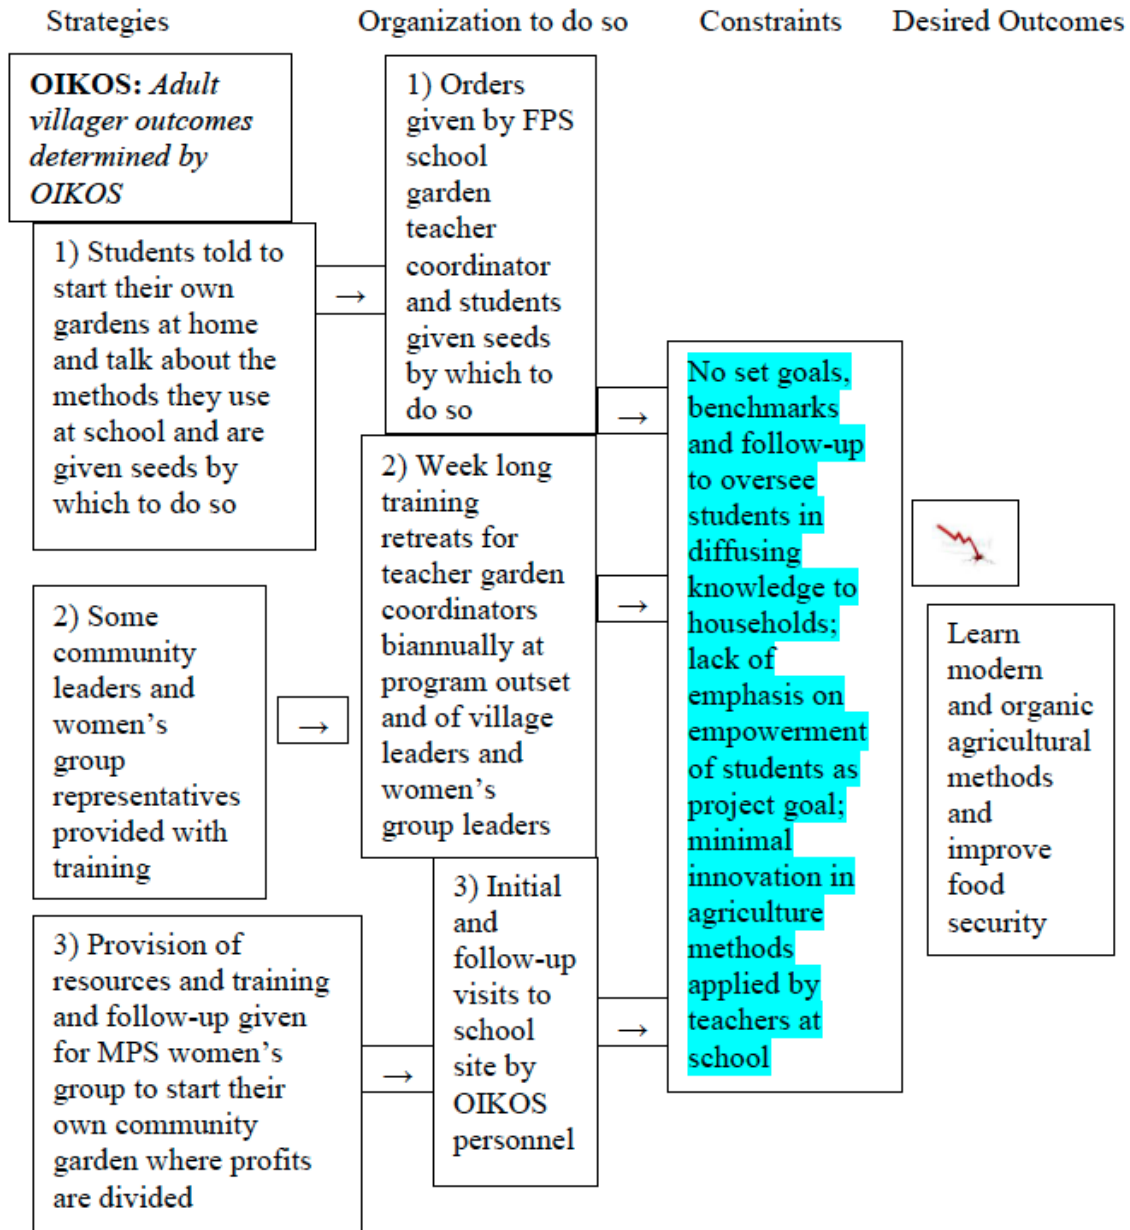 Strategies
Organization to do so
Constraints
Desired Outcomes
OIKOS: Adult
villager outcomes
determined by
OIKOS
1) Students told to
start their own
gardens at home
and talk about the
methods they use
at school and are
given seeds by
which to do so
→
1) Orders
given by FPS
school
garden
teacher
coordinator
and students
given seeds
by which to
do so
→
2) Some
community
leaders and
women's
group
representatives
provided with
training
→
2) Week long
training
retreats for
teacher garden
coordinators
biannually at
program outset
and of village
leaders and
women's
group leaders
→
3) Provision of
resources and training
and follow-up given
for MPS women's
group to start their
own community
garden where profits
are divided
→
3) Initial
and
follow-up
visits to
school
site by
OIKOS
personnel
→
No set goals,
benchmarks
and follow-up
to oversee
students in
diffusing
knowledge to
households;
lack of
emphasis on
empowerment
of students as
project goal;
minimal
innovation in
agriculture
methods
applied by
teachers at
school
Learn
modern
and organic
agricultural
methods
and
improve
food
security